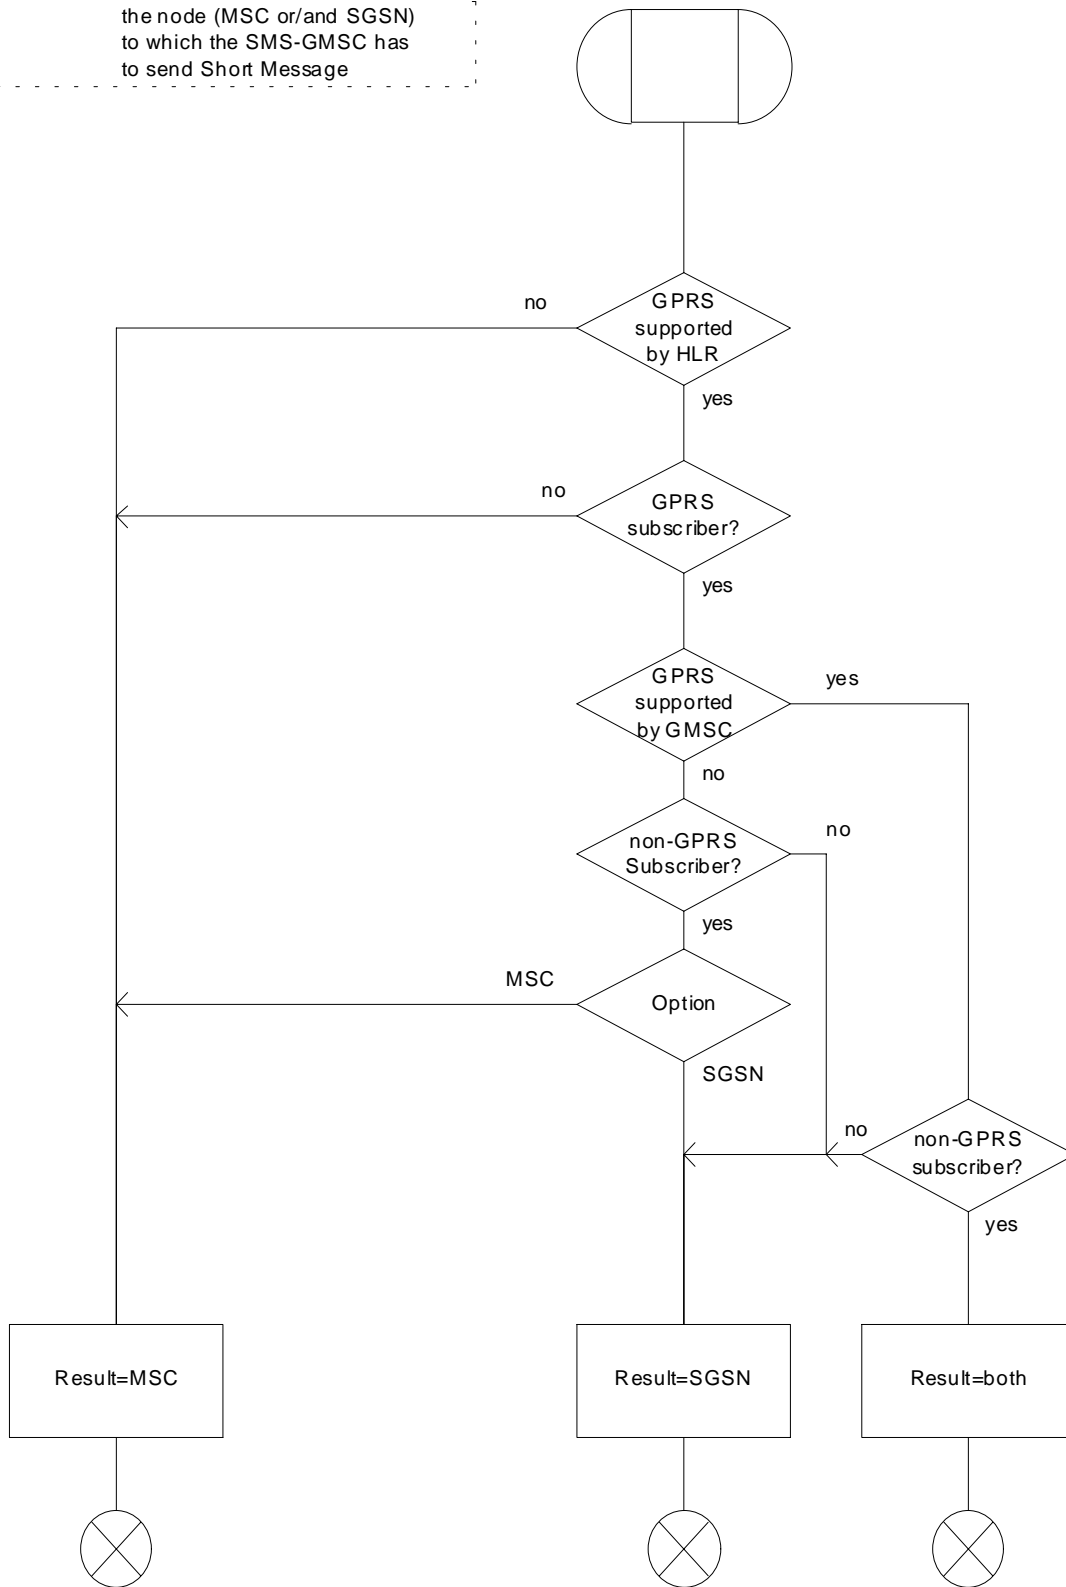 the node (MSC or/and SGSN)
to which the SMS-GMSC has
to send Short Message
no
GPRS
supported
by HLR
yes
no
GPRS
subscriber?
yes
GPRS
supported
by GMSC
yes
no
non-GPRS
Subscriber?
no
yes
MSC
Option
SGSN
no
non-GPRS
subscriber?
yes
Result=MSC
Result=SGSN
Result=both